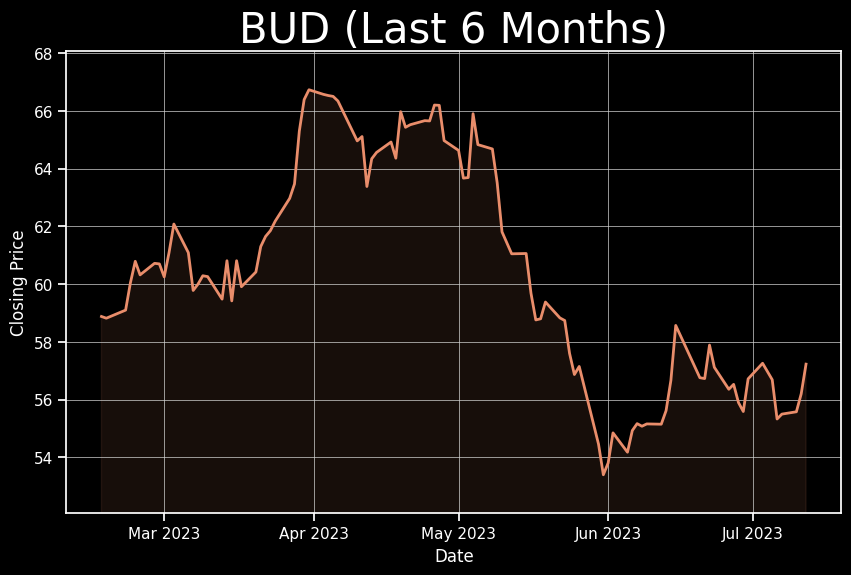 BUD (Last 6 Months)
68
66
64
62
60
58
56
54
Closing Price
Mar 2023
Apr 2023
May 2023
Jun 2023
Jul 2023
Date